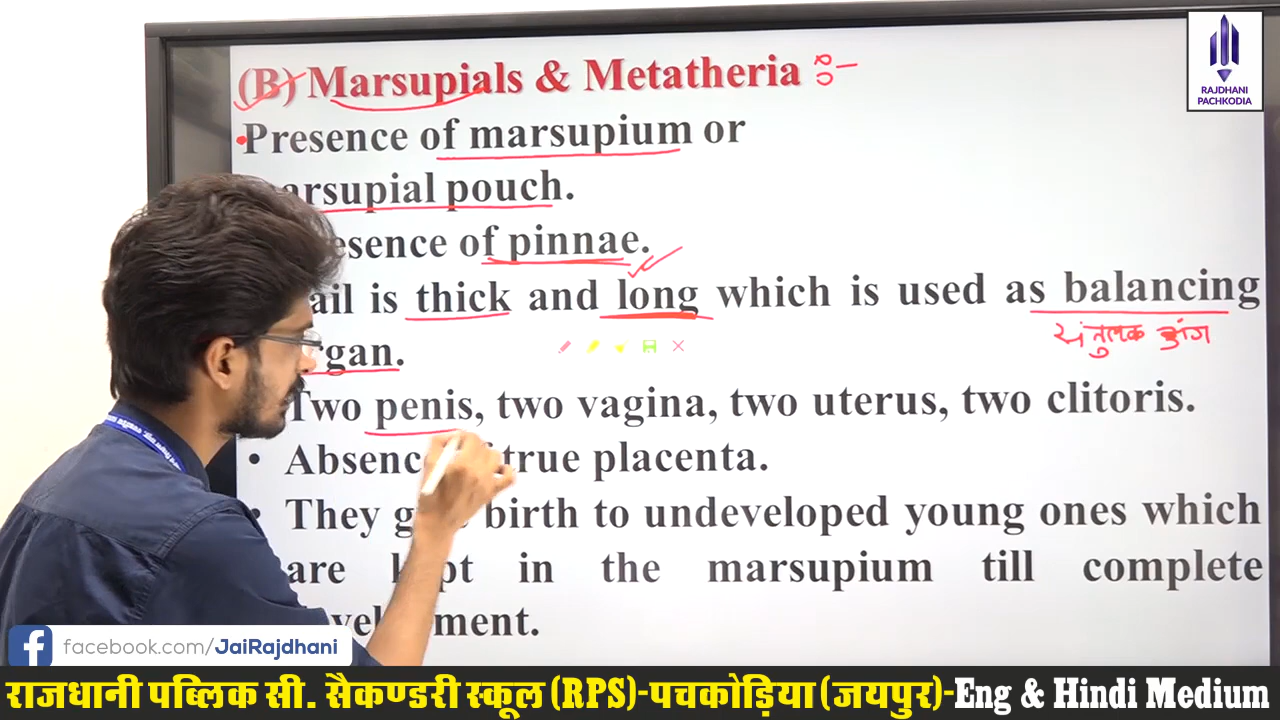 RAJDHANI
PACHKODIA
(B) Marsupials & Metatheria :-
Presence of marsupium or
arsupial pouch.
esence of pinnae.
ail is thick and long which is used as balancing
संतुलक अंग
rgan.
Two penis, two vagina, two uterus, two clitoris.
• Absenc true placenta.
They g birth to undeveloped young ones which
are k pt in the marsupium till complete
vel ment.
facebook.com/JaiRajdhani
राजधानी पब्लिक सी. सैकण्डरी स्कूल (RPS)-पचकोड़िया (जयपुर)-Eng & Hindi Medium